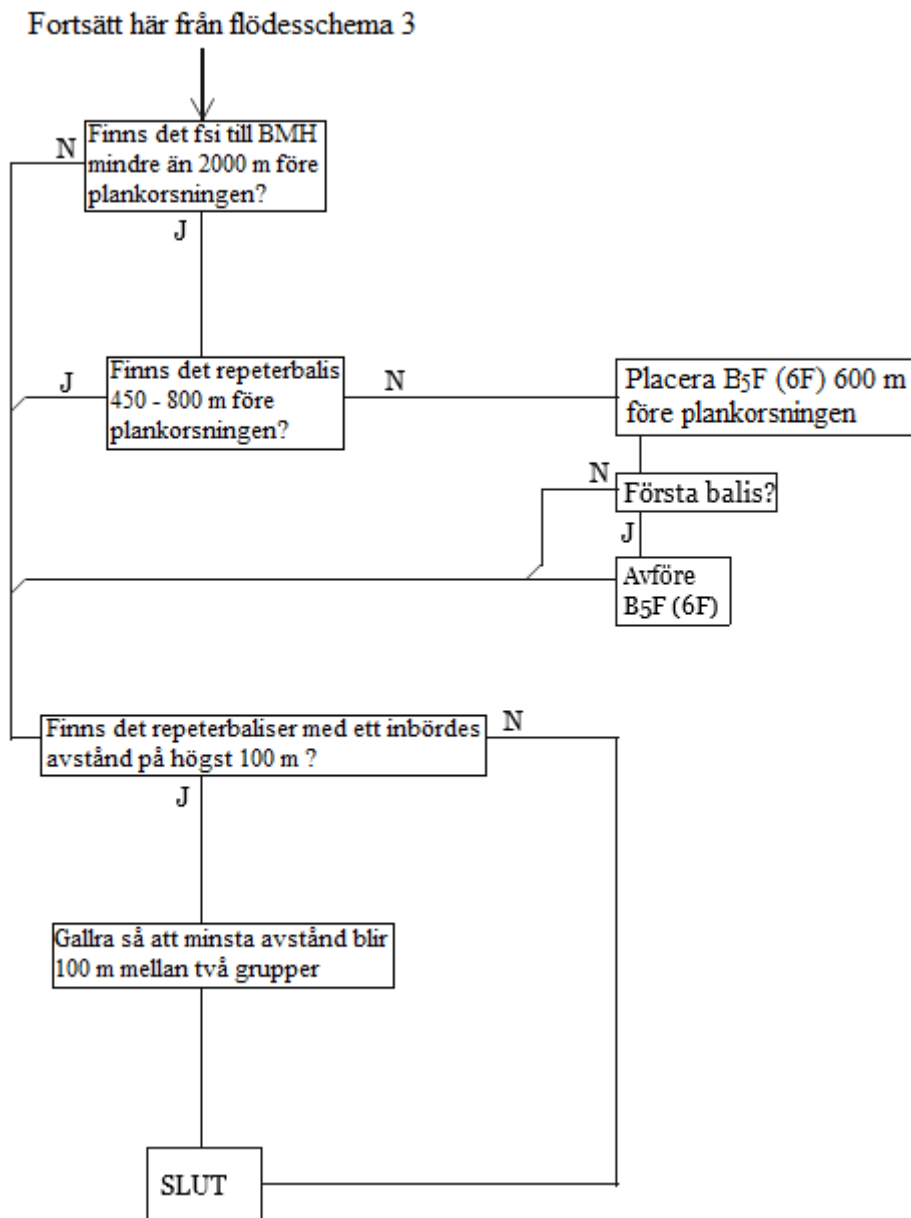 Fortsätt här från flödesschema 3
Finns det fsi till BMH
mindre än 2000 m före
plankorsningen?
N
J
Finns det repeterbalis
450 - 800 m före
plankorsningen?
J
N
Placera B5F (6F) 600 m
före plankorsningen
N
Första balis?
J
Avföre
B5F (6F)
Finns det repeterbaliser med ett inbördes
avstånd på högst 100 m ?
N
J
Gallra så att minsta avstånd blir
100 m mellan två grupper
SLUT